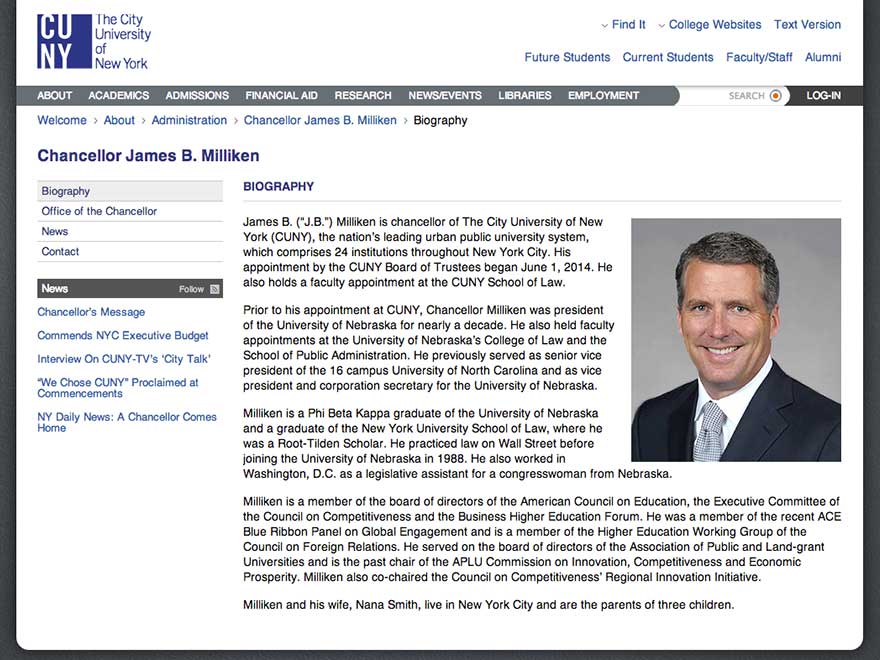 CU
NY
The City
University
of
New York
Find It College Websites Text Version
Future Students Current Students Faculty/Staff Alumni
ABOUT ACADEMICS ADMISSIONS FINANCIAL AID RESEARCH NEWS/EVENTS LIBRARIES EMPLOYMENT SEARCH LOG-IN
Welcome › About › Administration › Chancellor James B. Milliken › Biography
Chancellor James B. Milliken
Biography
Office of the Chancellor
News
Contact
News Follow
Chancellor's Message
Commends NYC Executive Budget
Interview On CUNY-TV's ‘City Talk’
“We Chose CUNY” Proclaimed at
Commencements
NY Daily News: A Chancellor Comes
Home
BIOGRAPHY
James B. (“J.B.”) Milliken is chancellor of The City University of New
York (CUNY), the nation's leading urban public university system,
which comprises 24 institutions throughout New York City. His
appointment by the CUNY Board of Trustees began June 1, 2014. He
also holds a faculty appointment at the CUNY School of Law.
Prior to his appointment at CUNY, Chancellor Milliken was president
of the University of Nebraska for nearly a decade. He also held faculty
appointments at the University of Nebraska's College of Law and the
School of Public Administration. He previously served as senior vice
president of the 16 campus University of North Carolina and as vice
president and corporation secretary for the University of Nebraska.
Milliken is a Phi Beta Kappa graduate of the University of Nebraska
and a graduate of the New York University School of Law, where he
was a Root-Tilden Scholar. He practiced law on Wall Street before
joining the University of Nebraska in 1988. He also worked in
Washington, D.C. as a legislative assistant for a congresswoman from Nebraska.
Milliken is a member of the board of directors of the American Council on Education, the Executive Committee of
the Council on Competitiveness and the Business Higher Education Forum. He was a member of the recent ACE
Blue Ribbon Panel on Global Engagement and is a member of the Higher Education Working Group of the
Council on Foreign Relations. He served on the board of directors of the Association of Public and Land-grant
Universities and is the past chair of the APLU Commission on Innovation, Competitiveness and Economic
Prosperity. Milliken also co-chaired the Council on Competitiveness' Regional Innovation Initiative.
Milliken and his wife, Nana Smith, live in New York City and are the parents of three children.